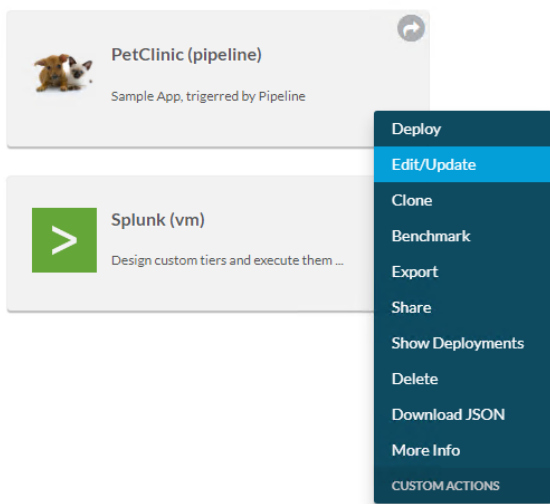 PetClinic (pipeline)
Sample App, trigerred by Pipeline
Splunk (vm)
Design custom tiers and execute them ...
Deploy
Edit/Update
Clone
Benchmark
Export
Share
Show Deployments
Delete
Download JSON
More Info
CUSTOM ACTIONS